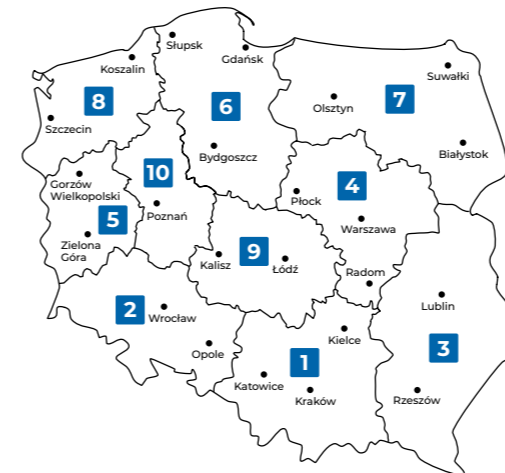 Słupsk
Gdańsk
Koszalin
Suwałki
8
6
7
Olsztyn
Szczecin
Bydgoszcz
Białystok
10
Gorzów
Wielkopolski
4
Płock
Poznań
5
Warszawa
Zielona
Góra
9
Kalisz
Łódź
Radom
2
Wrocław
Lublin
Kielce
Opole
1
3
Katowice
Kraków
Rzeszów